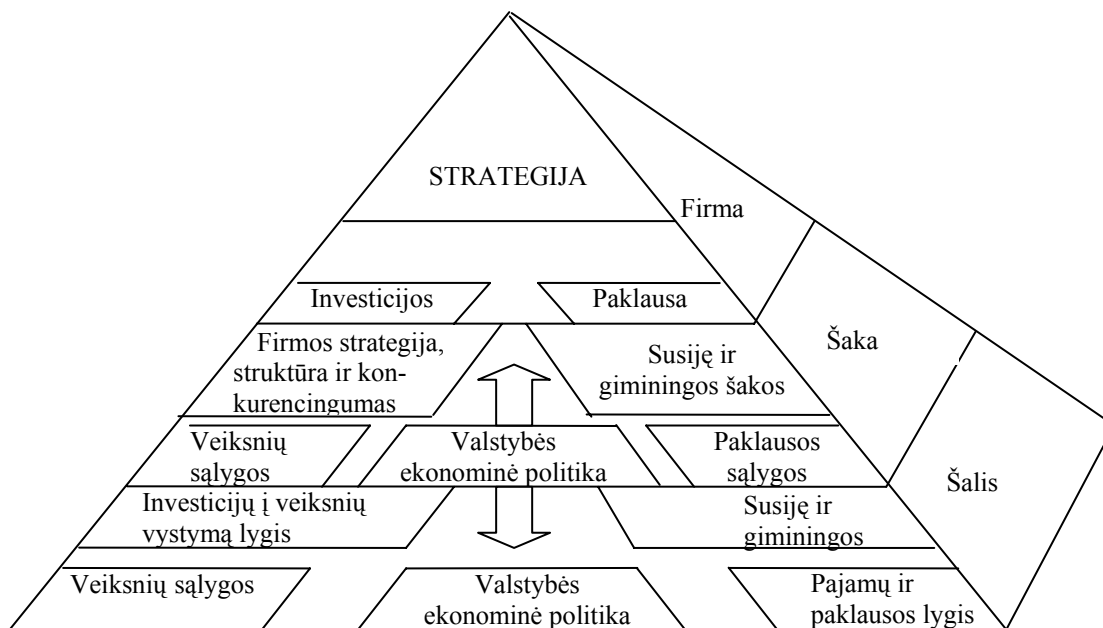 STRATEGIJA
Firma
Investicijos
Paklausa
Firmos strategija,
struktūra ir kon-
kurencingumas
Susiję ir
giminingos šakos
Šaka
Veiksnių
sąlygos
Valstybės
ekonominė politika
Paklausos
sąlygos
Šalis
Investicijų į veiksnių
vystymą lygis
Susiję ir
giminingos
Veiksnių sąlygos
Valstybės
ekonominė politika
Pajamų ir
paklausos lygis